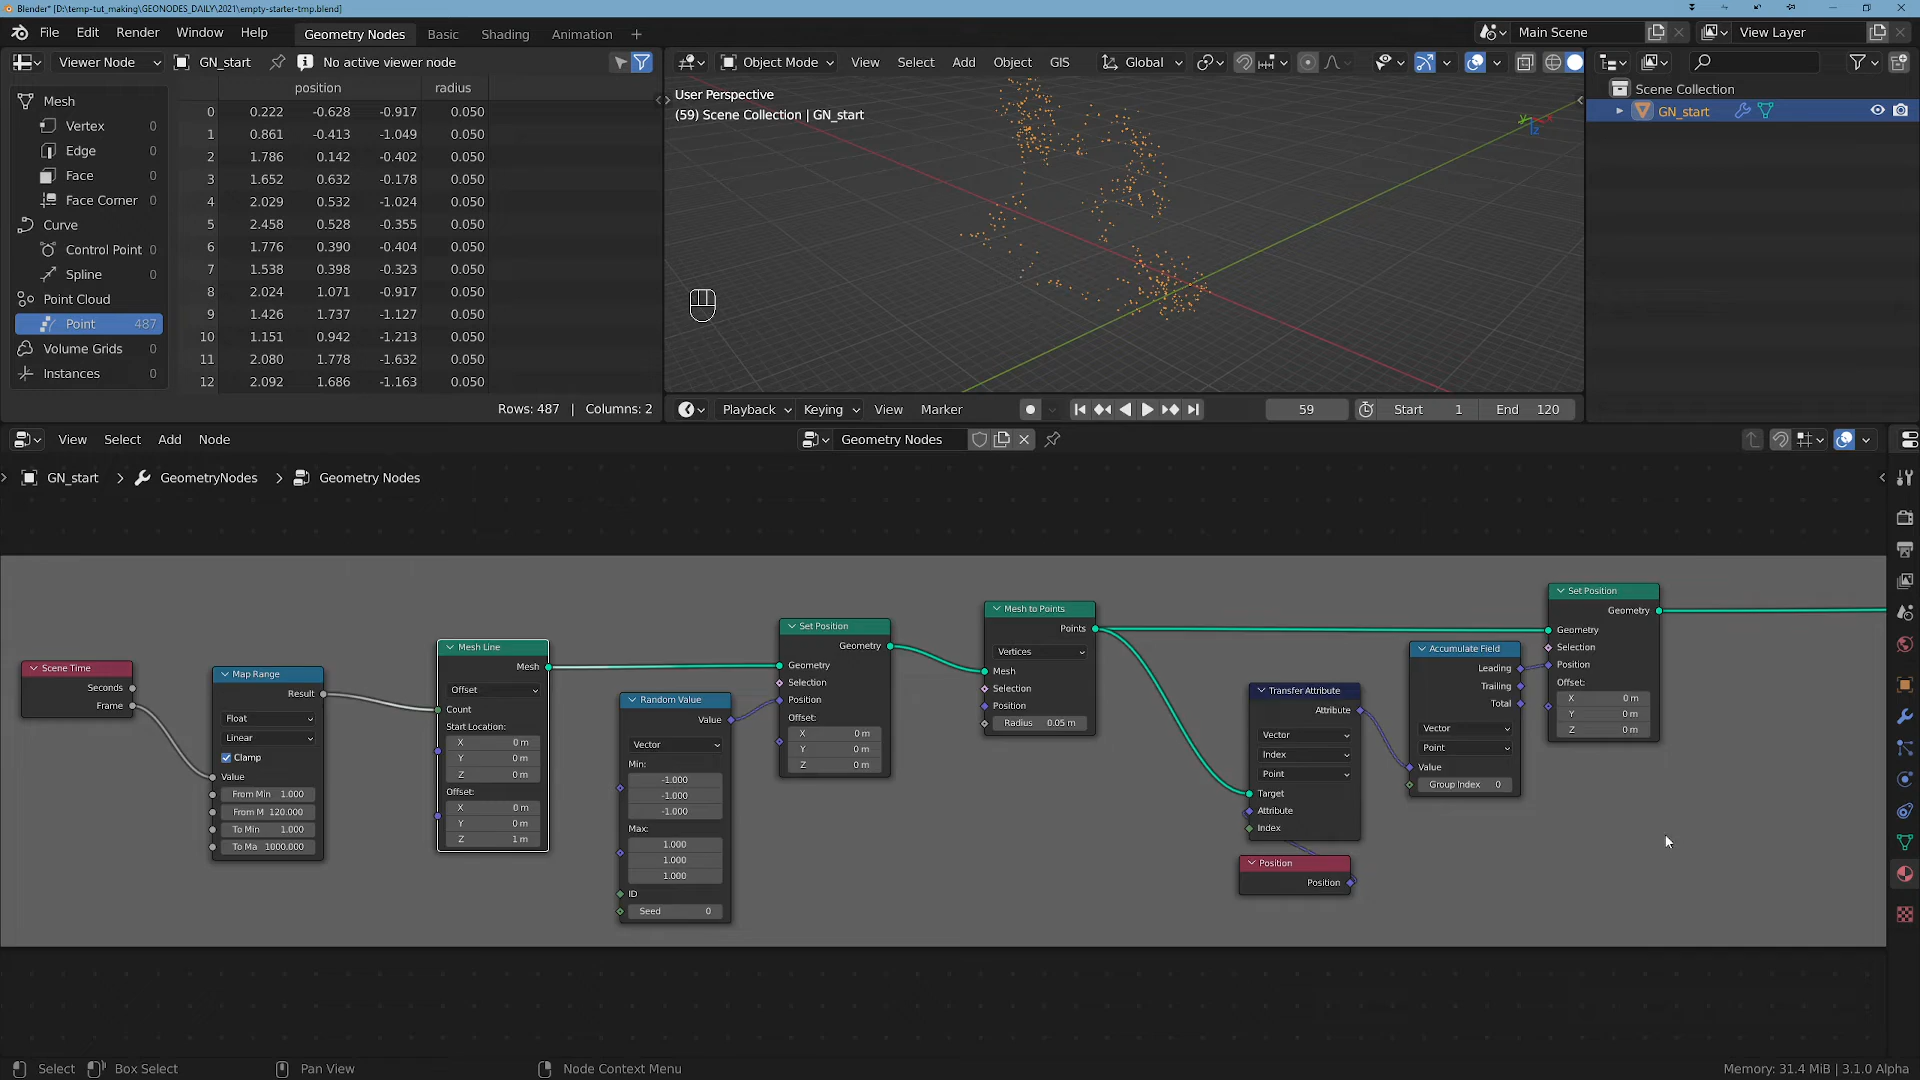 Blender* [D:\temp-tut_making\GEONODES_DAILY\2021\empty-starter-tmp.blend]
File Edit Render Window Help Geometry Nodes Basic Shading Animation Main Scene View Layer
Viewer Node GN_start No active viewer node
Object Mode View Select Add Object GIS Global
position radius
Mesh
Vertex 0
Edge 0
Face 0
Face Corner 0
Curve
Control Point 0
Spline 0
Point Cloud
Point 487
Volume Grids 0
Instances 0
0 0.222 -0.628 -0.917 0.050
1 0.861 -0.413 -1.049 0.050
2 1.786 0.142 -0.402 0.050
3 1.652 0.632 -0.178 0.050
4 2.029 0.532 -1.024 0.050
5 2.458 0.528 -0.355 0.050
6 1.776 0.390 -0.404 0.050
7 1.538 0.398 -0.323 0.050
8 2.024 1.071 -0.917 0.050
9 1.426 1.737 -1.127 0.050
10 1.151 0.942 -1.213 0.050
11 2.080 1.778 -1.632 0.050
12 2.092 1.686 -1.163 0.050
Rows: 487 | Columns: 2
User Perspective
(59) Scene Collection | GN_start
Y
X
Z
Scene Collection
GN_start
Playback Keying View Marker 59 Start 1 End 120
View Select Add Node Geometry Nodes
GN_start GeometryNodes Geometry Nodes
Scene Time
Seconds
Frame
Map Range
Result
Float
Linear
Clamp
Value
From Min 1.000
From M 120.000
To Min 1.000
To Ma 1000.000
Mesh Line
Mesh
Offset
Count
Start Location:
X 0 m
Y 0 m
Z 0 m
Offset:
X 0 m
Y 0 m
Z 1 m
Random Value
Value
Vector
Min:
-1.000
-1.000
-1.000
Max:
1.000
1.000
1.000
ID
Seed 0
Set Position
Geometry
Geometry
Selection
Position
Offset:
X 0 m
Y 0 m
Z 0 m
Mesh to Points
Points
Vertices
Mesh
Selection
Position
Radius 0.05 m
Transfer Attribute
Attribute
Vector
Index
Point
Target
Attribute
Index
Position
Position
Accumulate Field
Leading
Trailing
Total
Vector
Point
Value
Group Index 0
Set Position
Geometry
Geometry
Selection
Position
Offset:
X 0 m
Y 0 m
Z 0 m
Select Box Select Pan View Node Context Menu Memory: 31.4 MiB | 3.1.0 Alpha